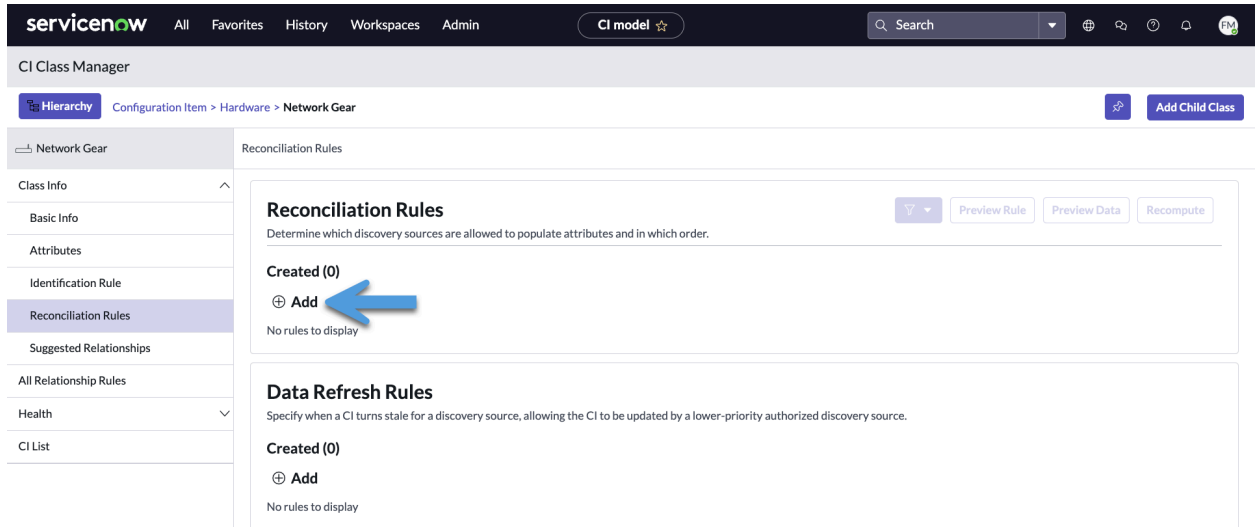 servicenow All Favorites History Workspaces Admin CI model Search FM
CI Class Manager
Hierarchy Configuration Item > Hardware > Network Gear Add Child Class
Network Gear Reconciliation Rules
Class Info
Basic Info
Attributes
Identification Rule
Reconciliation Rules
Suggested Relationships
All Relationship Rules
Health
CI List
Reconciliation Rules Preview Rule Preview Data Recompute
Determine which discovery sources are allowed to populate attributes and in which order.
Created (0)
Add
No rules to display
Data Refresh Rules
Specify when a CI turns stale for a discovery source, allowing the CI to be updated by a lower-priority authorized discovery source.
Created (0)
Add
No rules to display